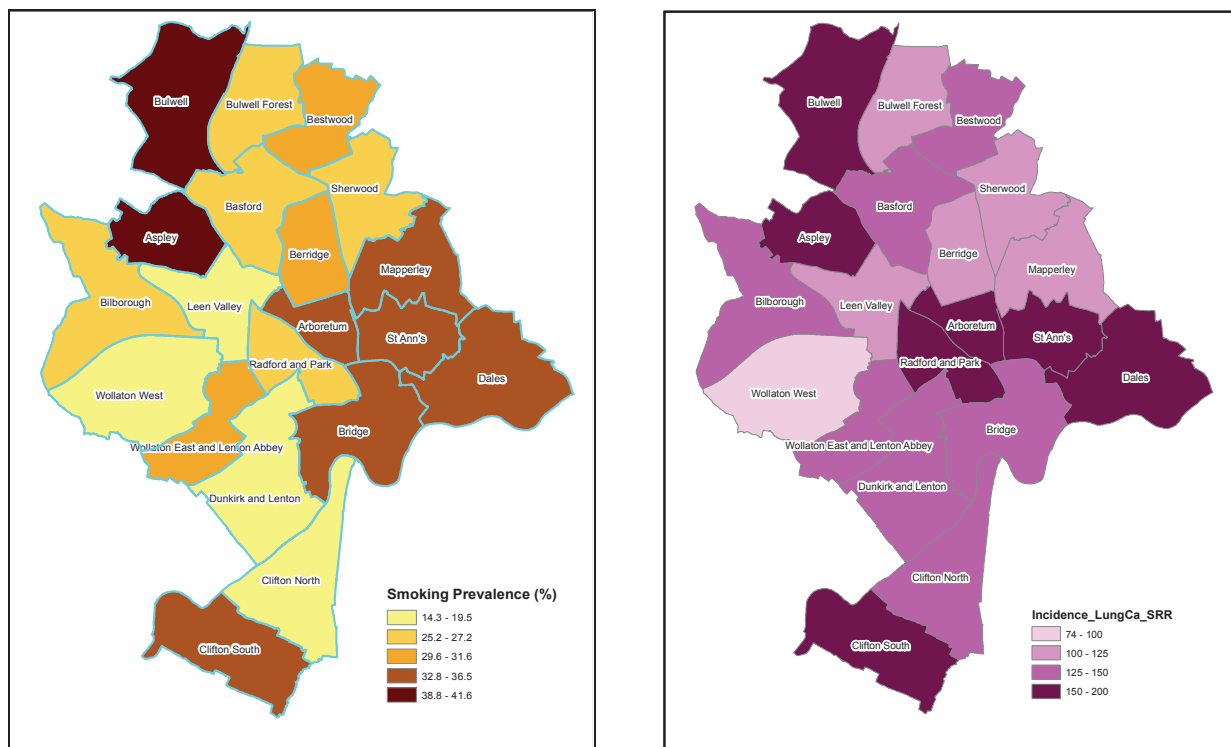 Bulwell
Bulwell Forest
Bestwood
Sherwood
Basford
Aspley
Berridge
Mapperley
Bilborough
Leen Valley
Arboretum
St Ann's
Radford and Park
Dales
Wollaton West
Bridge
Wollaton East and Lenton Abbey
Dunkirk and Lenton
Clifton North
Clifton South
Smoking Prevalence (%)
14.3 - 19.5
25.2 - 27.2
29.6 - 31.6
32.8 - 36.5
38.8 - 41.6
Bulwell
Bulwell Forest
Bestwood
Sherwood
Basford
Aspley
Berridge
Mapperley
Bilborough
Leen Valley
Arboretum
St Ann's
Radford and Park
Dales
Wollaton West
Bridge
Wollaton East and Lenton Abbey
Dunkirk and Lenton
Clifton North
Clifton South
Incidence_LungCa_SRR
74 - 100
100 - 125
125 - 150
150 - 200